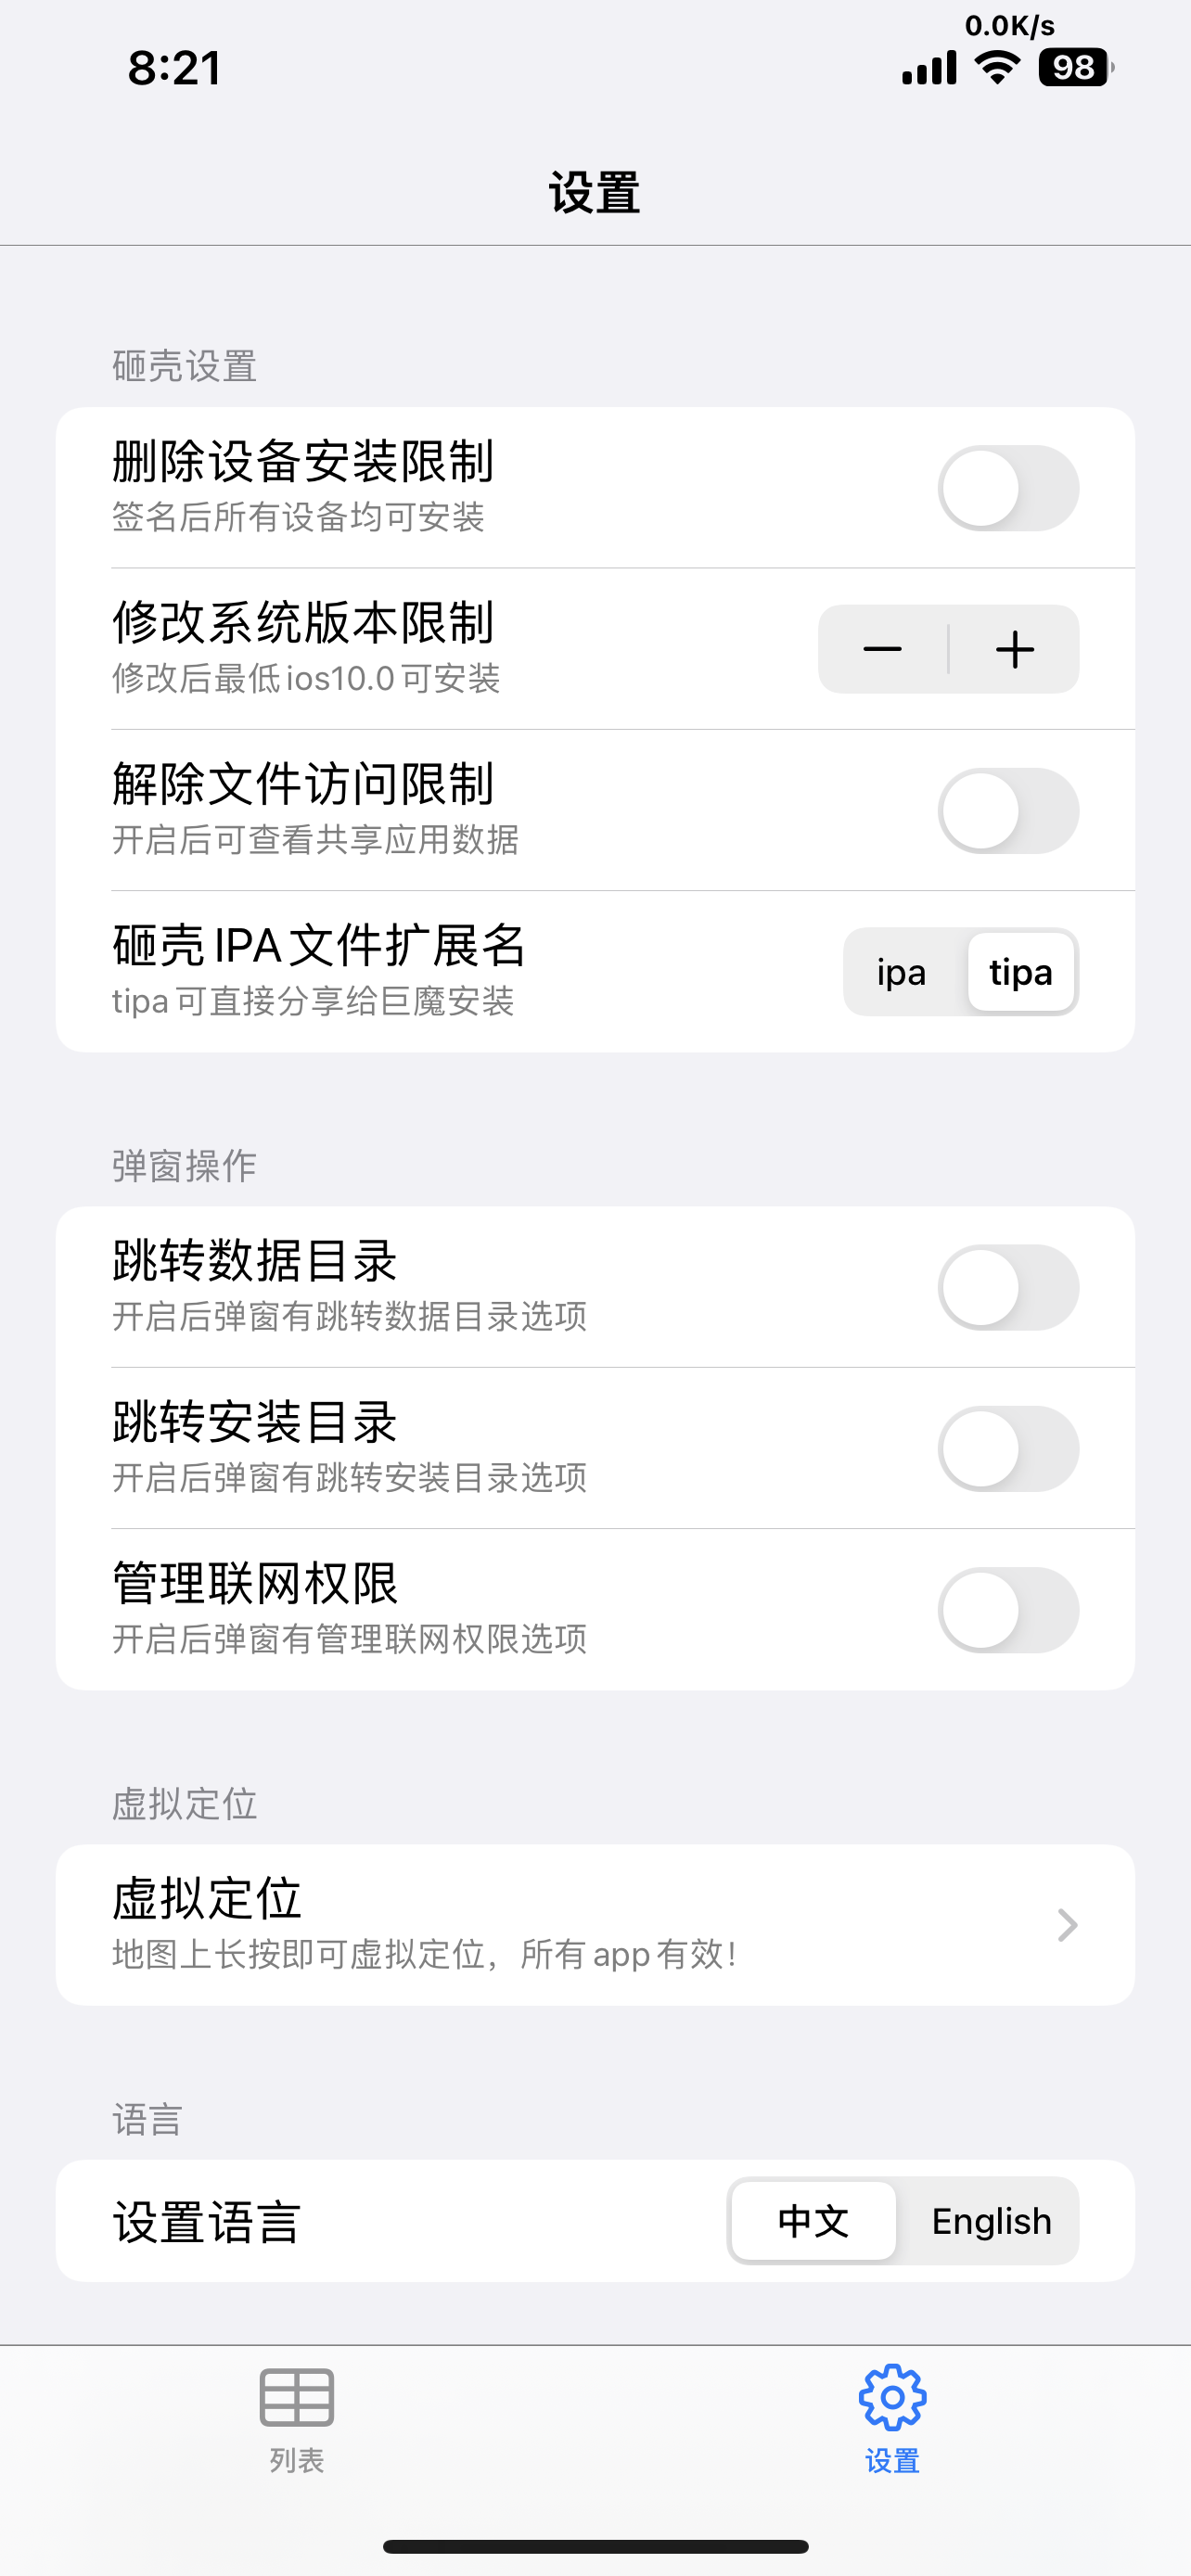 0.0K/s
8:21
98
设置
砸壳设置
删除设备安装限制
签名后所有设备均可安装
修改系统版本限制
修改后最低ios10.0可安装
解除文件访问限制
开启后可查看共享应用数据
砸壳IPA文件扩展名
tipa可直接分享给巨魔安装
ipa
tipa
弹窗操作
跳转数据目录
开启后弹窗有跳转数据目录选项
跳转安装目录
开启后弹窗有跳转安装目录选项
管理联网权限
开启后弹窗有管理联网权限选项
虚拟定位
虚拟定位
地图上长按即可虚拟定位，所有app有效！
语言
设置语言
中文
English
列表
设置